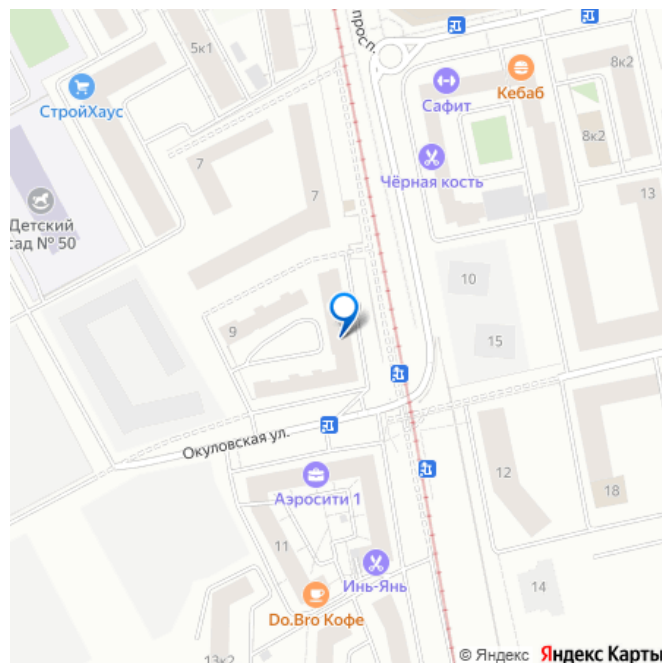 5к1
просп.
8к2
Кебаб
Сафит
СтройХаус
8к2
7
Чёрная кость
7
13
Детский
сад № 50
10
9
15
Окуловская ул.
Аэросити 1
12
18
11
Инь-Янь
14
Do.Bro Кофе
13к2
© Яндекс Яндекс Карты